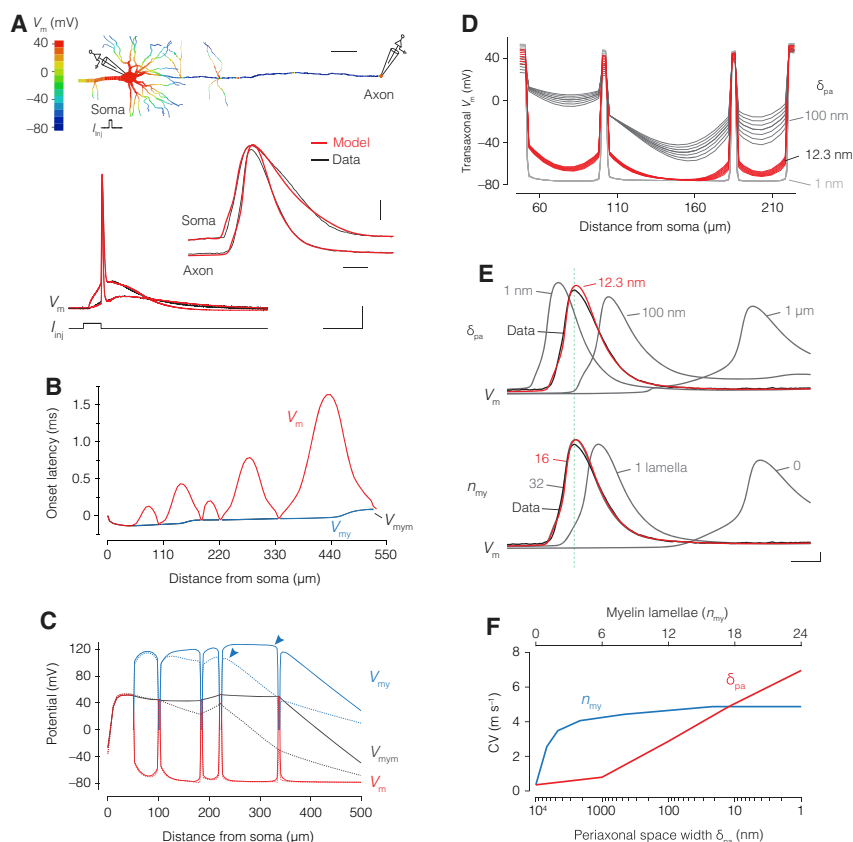 A
V_m (mV)
40
0
−40
−80
Soma
I_inj
Axon
Model
Data
Soma
Axon
V_m
I_inj
B
Onset latency (ms)
1.5
1.0
0.5
0
V_m
V_my
V_mym
0 110 220 330 440 550
Distance from soma (µm)
C
Potential (mV)
120
80
40
0
−40
−80
V_my
V_mym
V_m
0 100 200 300 400 500
Distance from soma (µm)
D
Transaxonal V_m (mV)
40
0
−40
−80
δ_pa
100 nm
12.3 nm
1 nm
60 110 160 210
Distance from soma (µm)
E
1 nm
12.3 nm
100 nm
1 µm
δ_pa
Data
V_m
16
32
1 lamella
0
n_my
Data
V_m
F
Myelin lamellae (n_my)
0 6 12 18 24
CV (m s⁻¹)
8
6
4
2
0
n_my
δ_pa
10⁴ 1000 100 10 1
Periaxonal space width δ_pa (nm)